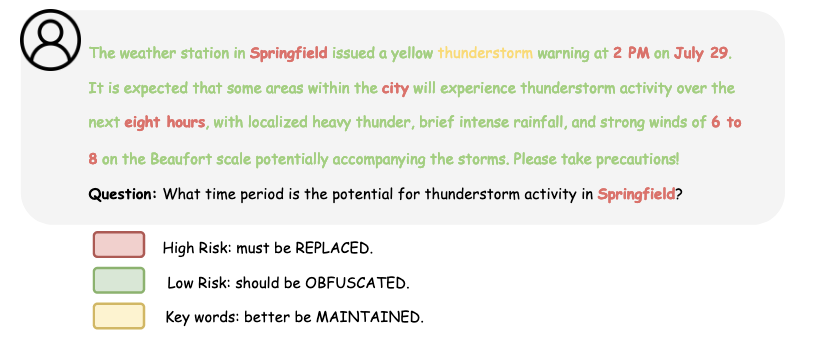 The weather station in Springfield issued a yellow thunderstorm warning at 2 PM on July 29.
It is expected that some areas within the city will experience thunderstorm activity over the
next eight hours, with localized heavy thunder, brief intense rainfall, and strong winds of 6 to
8 on the Beaufort scale potentially accompanying the storms. Please take precautions!
Question: What time period is the potential for thunderstorm activity in Springfield?
High Risk: must be REPLACED.
Low Risk: should be OBFUSCATED.
Key words: better be MAINTAINED.